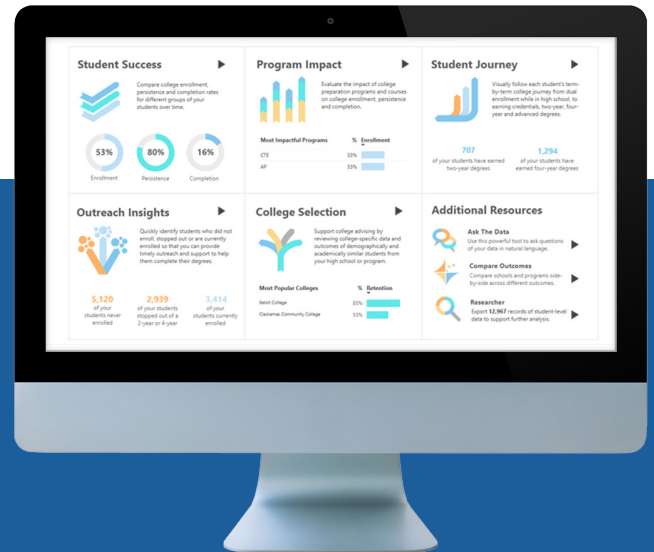 Student Success
Compare college enrollment,
persistence and completion rates
for different groups of your
students over time.
53%
80%
16%
Enrollment
Persistence
Completion
Program Impact
Evaluate the impact of college
preparation programs and courses
on college enrollment, persistence
and completion.
Most Impactful Programs % Enrollment
CTE 53%
AP 53%
Student Journey
Visually follow each student's term-
by-term college journey from dual
enrollment while in high school, to
earning credentials, two-year, four-
year and advanced degrees.
707
of your students have earned
two-year degrees
1,294
of your students have
earned four-year degrees
Outreach Insights
Quickly identify students who did not
enroll, stopped out or are currently
enrolled so that you can provide
timely outreach and support to help
them complete their degrees.
5,120
of your
students never
enrolled
2,939
of your students
stopped out of a
2-year or 4-year
3,414
of your
students currently
enrolled
College Selection
Support college advising by
reviewing college-specific data and
outcomes of demographically and
academically similar students from
your high school or program.
Most Popular Colleges % Retention
Beloit College 83%
Clackamas Community College 55%
Additional Resources
Ask The Data
Use this powerful tool to ask questions
of your data in natural language.
Compare Outcomes
Compare schools and programs side-
by-side across different outcomes.
Researcher
Export 12,967 records of student-level
data to support further analysis.